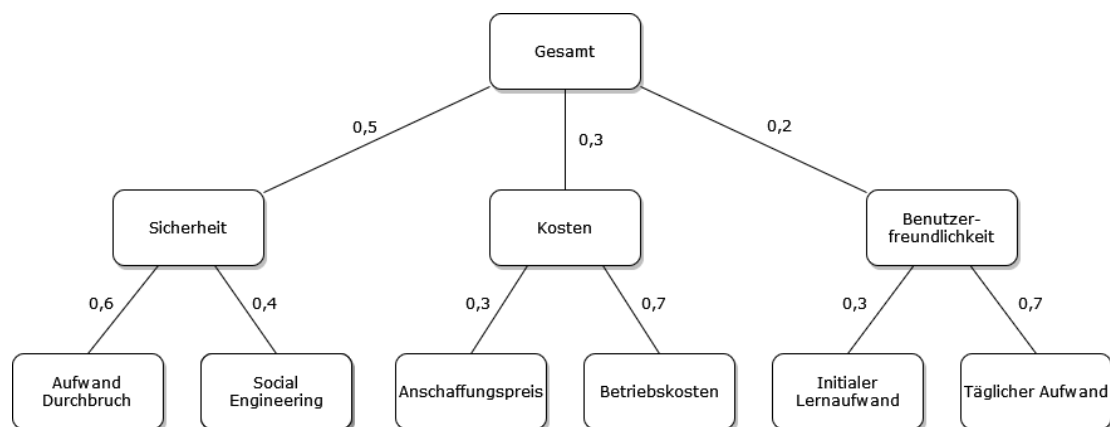 Gesamt
0,5
0,3
0,2
Sicherheit
Kosten
Benutzer-
freundlichkeit
0,6
0,4
0,3
0,7
0,3
0,7
Aufwand
Durchbruch
Social
Engineering
Anschaffungspreis
Betriebskosten
Initialer
Lernaufwand
Täglicher Aufwand